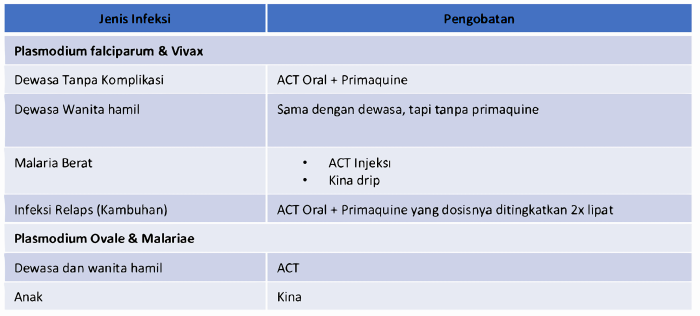 Jenis Infeksi Pengobatan
Plasmodium falciparum & Vivax
Dewasa Tanpa Komplikasi ACT Oral + Primaquine
Dewasa Wanita hamil Sama dengan dewasa, tapi tanpa primaquine
Malaria Berat • ACT Injeksi
• Kina drip
Infeksi Relaps (Kambuhan) ACT Oral + Primaquine yang dosisnya ditingkatkan 2x lipat
Plasmodium Ovale & Malariae
Dewasa dan wanita hamil ACT
Anak Kina